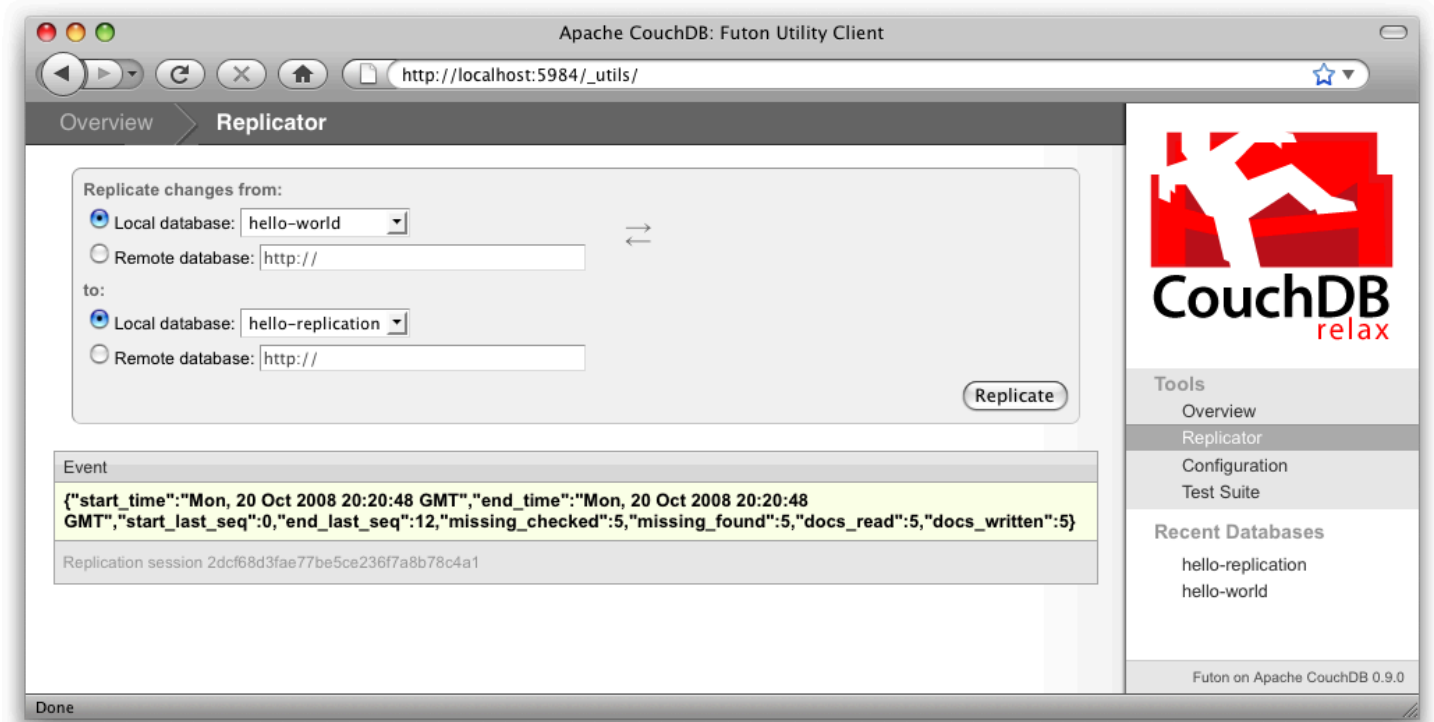 Apache CouchDB: Futon Utility Client
http://localhost:5984/_utils/
Overview Replicator
Replicate changes from:
Local database: hello-world
Remote database: http://
to:
Local database: hello-replication
Remote database: http://
Replicate
Event
{"start_time":"Mon, 20 Oct 2008 20:20:48 GMT","end_time":"Mon, 20 Oct 2008 20:20:48
GMT","start_last_seq":0,"end_last_seq":12,"missing_checked":5,"missing_found":5,"docs_read":5,"docs_written":5}
Replication session 2dcf68d3fae77be5ce236f7a8b78c4a1
CouchDB
relax
Tools
Overview
Replicator
Configuration
Test Suite
Recent Databases
hello-replication
hello-world
Futon on Apache CouchDB 0.9.0
Done